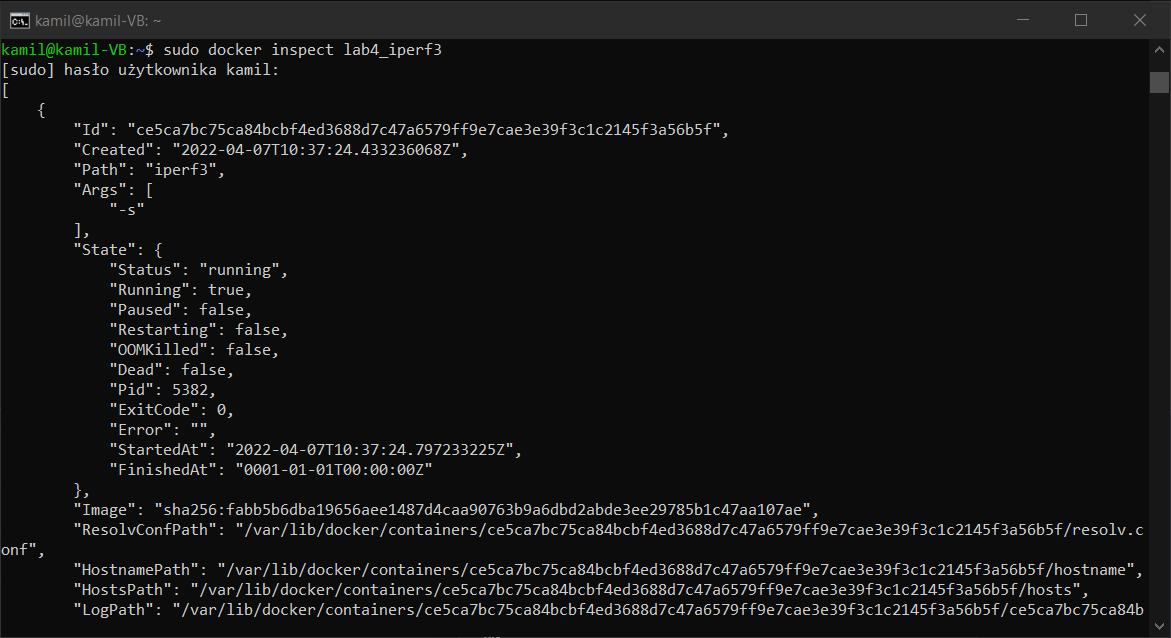 kamil@kamil-VB: ~
kamil@kamil-VB:~$ sudo docker inspect lab4_iperf3
[sudo] hasło użytkownika kamil:
[
    {
        "Id": "ce5ca7bc75ca84bcbf4ed3688d7c47a6579ff9e7cae3e39f3c1c2145f3a56b5f",
        "Created": "2022-04-07T10:37:24.433236068Z",
        "Path": "iperf3",
        "Args": [
            "-s"
        ],
        "State": {
            "Status": "running",
            "Running": true,
            "Paused": false,
            "Restarting": false,
            "OOMKilled": false,
            "Dead": false,
            "Pid": 5382,
            "ExitCode": 0,
            "Error": "",
            "StartedAt": "2022-04-07T10:37:24.797233225Z",
            "FinishedAt": "0001-01-01T00:00:00Z"
        },
        "Image": "sha256:fabb5b6dba19656aee1487d4caa90763b9a6dbd2abde3ee29785b1c47aa107ae",
        "ResolvConfPath": "/var/lib/docker/containers/ce5ca7bc75ca84bcbf4ed3688d7c47a6579ff9e7cae3e39f3c1c2145f3a56b5f/resolv.c
onf",
        "HostnamePath": "/var/lib/docker/containers/ce5ca7bc75ca84bcbf4ed3688d7c47a6579ff9e7cae3e39f3c1c2145f3a56b5f/hostname",
        "HostsPath": "/var/lib/docker/containers/ce5ca7bc75ca84bcbf4ed3688d7c47a6579ff9e7cae3e39f3c1c2145f3a56b5f/hosts",
        "LogPath": "/var/lib/docker/containers/ce5ca7bc75ca84bcbf4ed3688d7c47a6579ff9e7cae3e39f3c1c2145f3a56b5f/ce5ca7bc75ca84b